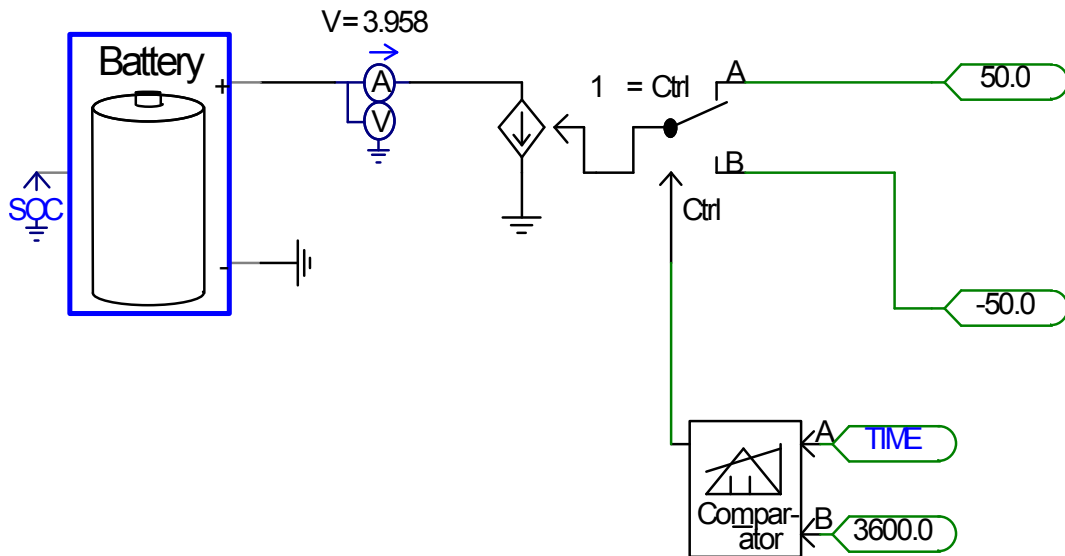 V = 3.958
Battery
+
A
V
SOC
-
1 = Ctrl
A
50.0
B
Ctrl
-50.0
A
TIME
Compar-
ator
B
3600.0